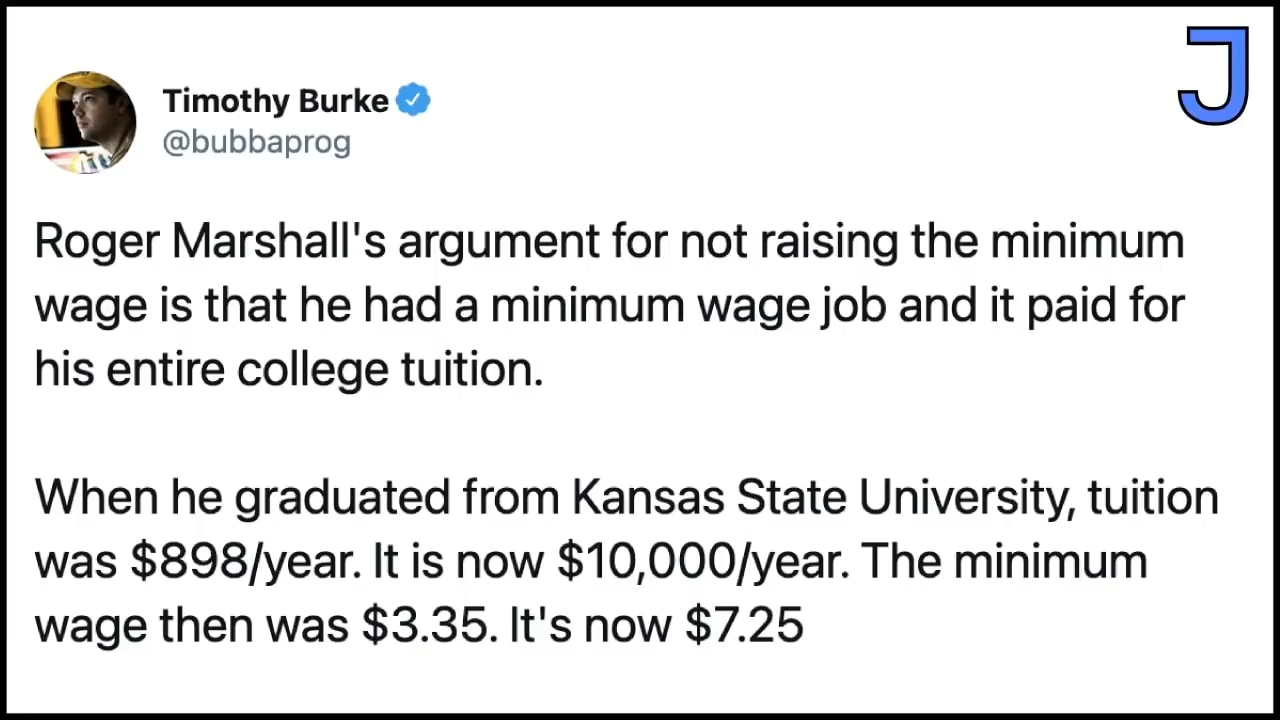 J
Timothy Burke
@bubbaprog
Roger Marshall's argument for not raising the minimum
wage is that he had a minimum wage job and it paid for
his entire college tuition.
When he graduated from Kansas State University, tuition
was $898/year. It is now $10,000/year. The minimum
wage then was $3.35. It's now $7.25